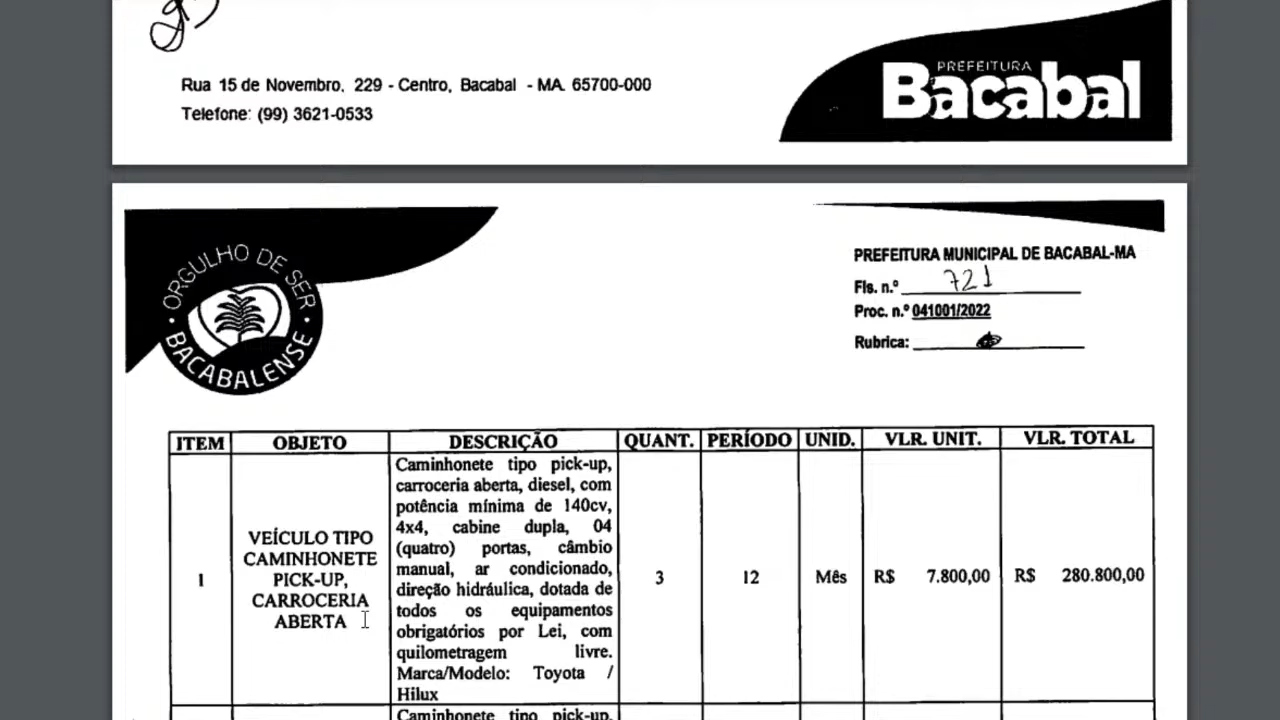 Rua 15 de Novembro, 229 - Centro, Bacabal - MA. 65700-000
Telefone: (99) 3621-0533
PREFEITURA
Bacabal
ORGULHO DE SER
BACABALENSE
PREFEITURA MUNICIPAL DE BACABAL-MA
Fls. n.º 721
Proc. n.º 041001/2022
Rubrica:
ITEM OBJETO DESCRIÇÃO QUANT. PERÍODO UNID. VLR. UNIT. VLR. TOTAL
1
VEÍCULO TIPO
CAMINHONETE
PICK-UP,
CARROCERIA
ABERTA
Caminhonete tipo pick-up,
carroceria aberta, diesel, com
potência mínima de 140cv,
4x4, cabine dupla, 04
(quatro) portas, câmbio
manual, ar condicionado,
direção hidráulica, dotada de
todos os equipamentos
obrigatórios por Lei, com
quilometragem livre.
Marca/Modelo: Toyota /
Hilux
3
12
Mês
R$ 7.800,00
R$ 280.800,00
Caminhonete tipo pick-up,